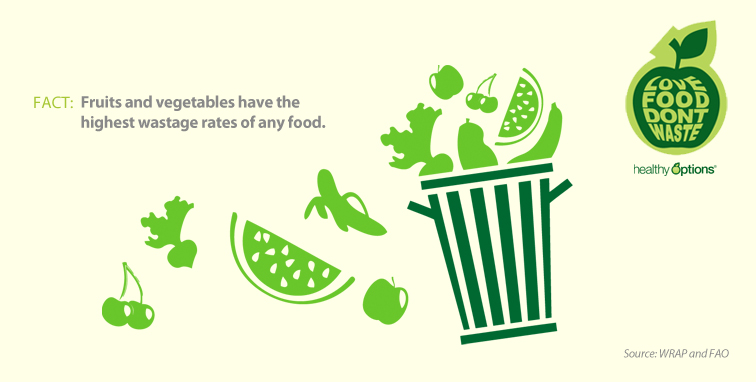 FACT: Fruits and vegetables have the
highest wastage rates of any food.
LOVE
FOOD
DONT
WASTE
healthy Options®
Source: WRAP and FAO